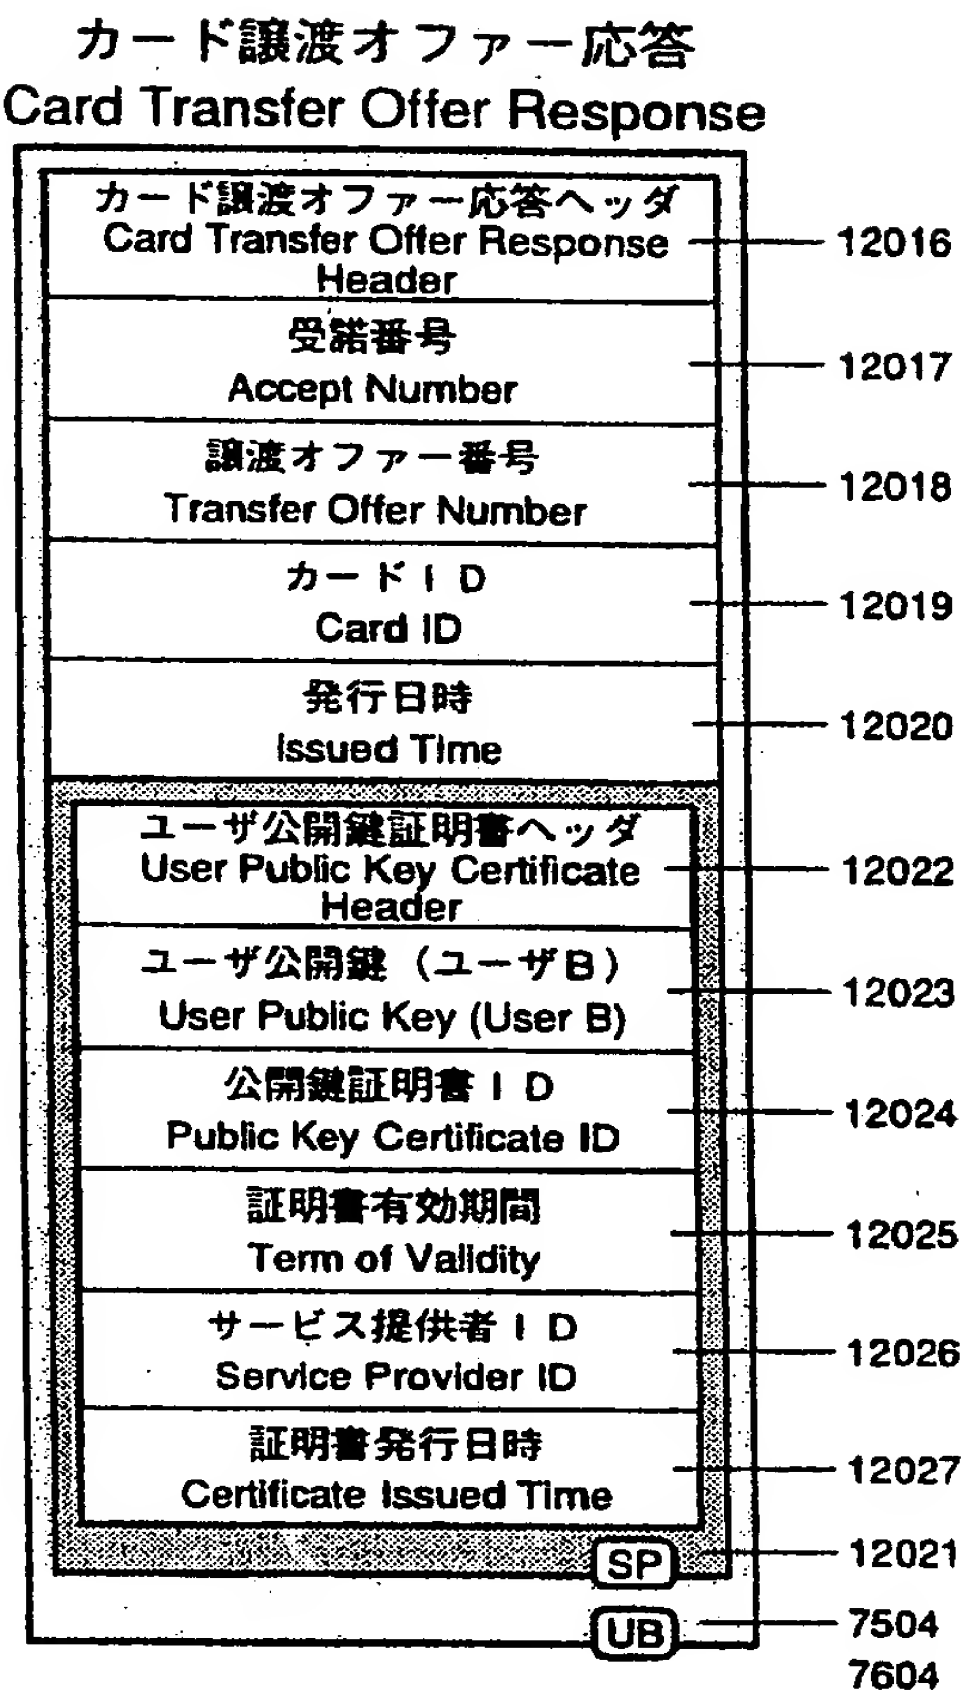 カード譲渡オファー応答
Card Transfer Offer Response
カード譲渡オファー応答ヘッダ
Card Transfer Offer Response
Header
12016
受諾番号
Accept Number
12017
譲渡オファー番号
Transfer Offer Number
12018
カードID
Card ID
12019
発行日時
Issued Time
12020
ユーザ公開鍵証明書ヘッダ
User Public Key Certificate
Header
12022
ユーザ公開鍵（ユーザB）
User Public Key (User B)
12023
公開鍵証明書ID
Public Key Certificate ID
12024
証明書有効期間
Term of Validity
12025
サービス提供者ID
Service Provider ID
12026
証明書発行日時
Certificate Issued Time
12027
SP
12021
UB
7504
7604